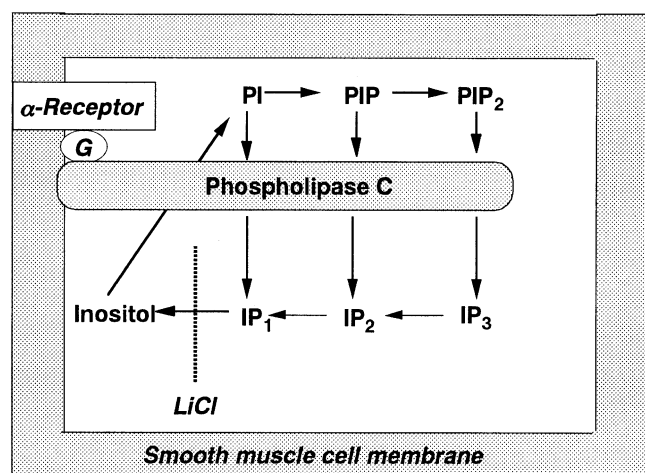 PI PIP PIP₂
α-Receptor
G
Phospholipase C
Inositol IP₁ IP₂ IP₃
LiCl
Smooth muscle cell membrane